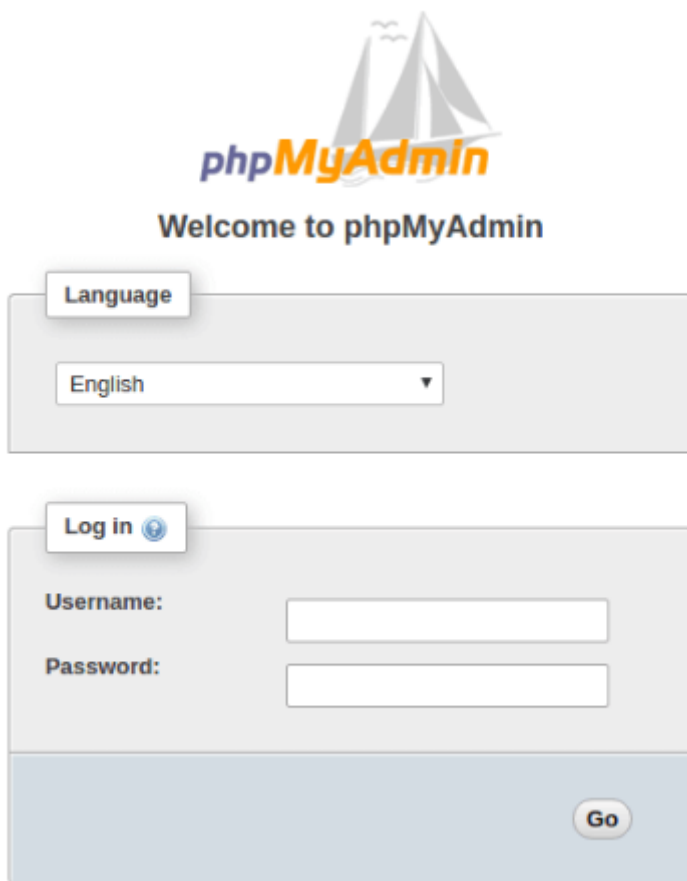 phpMyAdmin
Welcome to phpMyAdmin
Language
English
Log in
Username:
Password:
Go